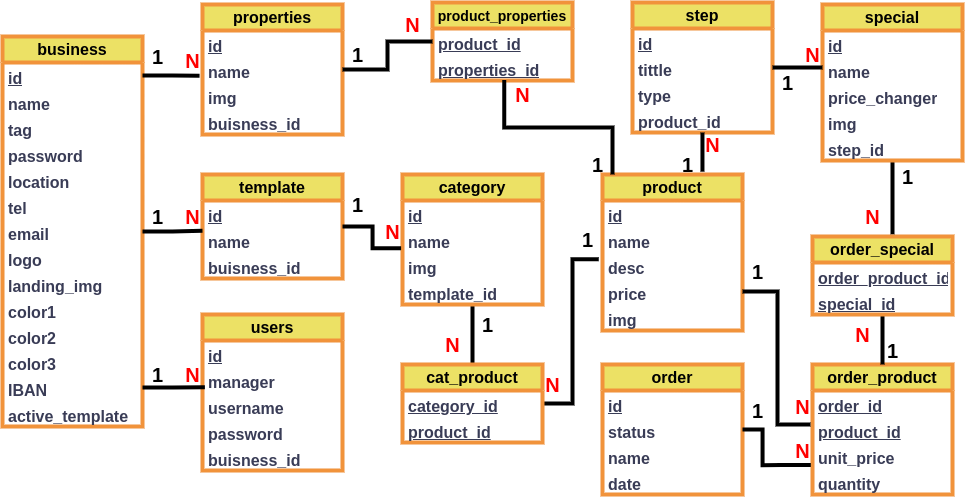 business
id
name
tag
password
location
tel
email
logo
landing_img
color1
color2
color3
IBAN
active_template
1
N
1
N
1
N
properties
id
name
img
buisness_id
1
N
product_properties
product_id
properties_id
N
1
step
id
tittle
type
product_id
N
1
N
1
special
id
name
price_changer
img
step_id
1
N
template
id
name
buisness_id
1
N
category
id
name
img
template_id
1
N
product
id
name
desc
price
img
1
N
1
N
order_special
order_product_id
special_id
N
1
users
id
manager
username
password
buisness_id
cat_product
category_id
product_id
order
id
status
name
date
1
N
order_product
order_id
product_id
unit_price
quantity